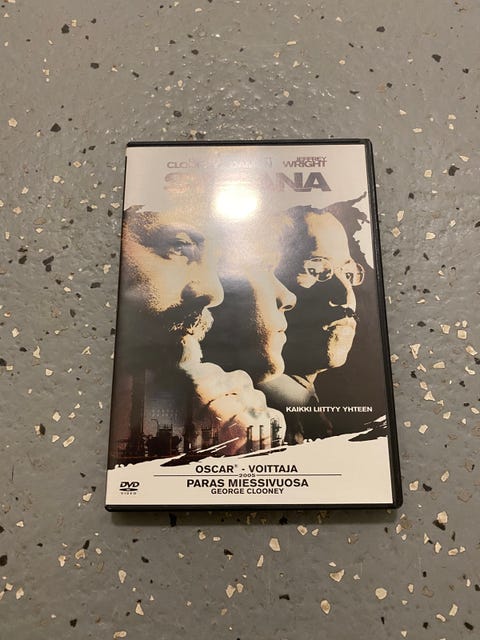 JEFFREY
WRIGHT
KAIKKI LIITTYY YHTEEN
OSCAR® - VOITTAJA
2005
PARAS MIESSIVUOSA
GEORGE CLOONEY
DVD
VIDEO